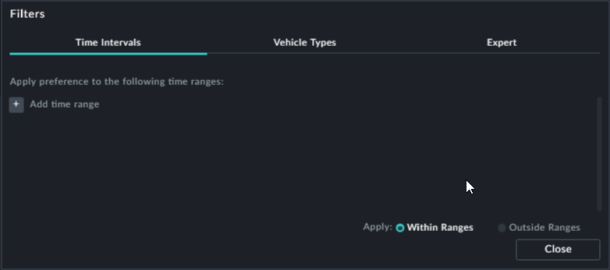 Filters
Time Intervals Vehicle Types Expert
Apply preference to the following time ranges:
+ Add time range
Apply: Within Ranges Outside Ranges
Close